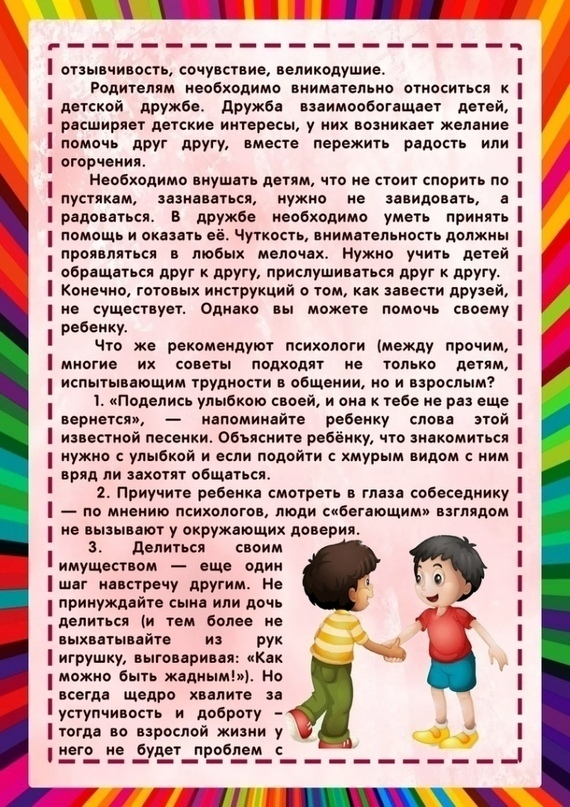 отзывчивость, сочувствие, великодушие.
Родителям необходимо внимательно относиться к
детской дружбе. Дружба взаимообогащает детей,
расширяет детские интересы, у них возникает желание
помочь друг другу, вместе пережить радость или
огорчения.
Необходимо внушать детям, что не стоит спорить по
пустякам, зазнаваться, нужно не завидовать, а
радоваться. В дружбе необходимо уметь принять
помощь и оказать её. Чуткость, внимательность должны
проявляться в любых мелочах. Нужно учить детей
обращаться друг к другу, прислушиваться друг к другу.
Конечно, готовых инструкций о том, как завести друзей,
не существует. Однако вы можете помочь своему
ребенку.
Что же рекомендуют психологи (между прочим,
многие их советы подходят не только детям,
испытывающим трудности в общении, но и взрослым?
1. «Поделись улыбкою своей, и она к тебе не раз еще
вернется», — напоминайте ребенку слова этой
известной песенки. Объясните ребёнку, что знакомиться
нужно с улыбкой и если подойти с хмурым видом с ним
вряд ли захотят общаться.
2. Приучите ребенка смотреть в глаза собеседнику
— по мнению психологов, люди с«бегающим» взглядом
не вызывают у окружающих доверия.
3. Делиться своим
имуществом — еще один
шаг навстречу другим. Не
принуждайте сына или дочь
делиться (и тем более не
выхватывайте из рук
игрушку, выговаривая: «Как
можно быть жадным!»). Но
всегда щедро хвалите за
уступчивость и доброту –
тогда во взрослой жизни у
него не будет проблем с